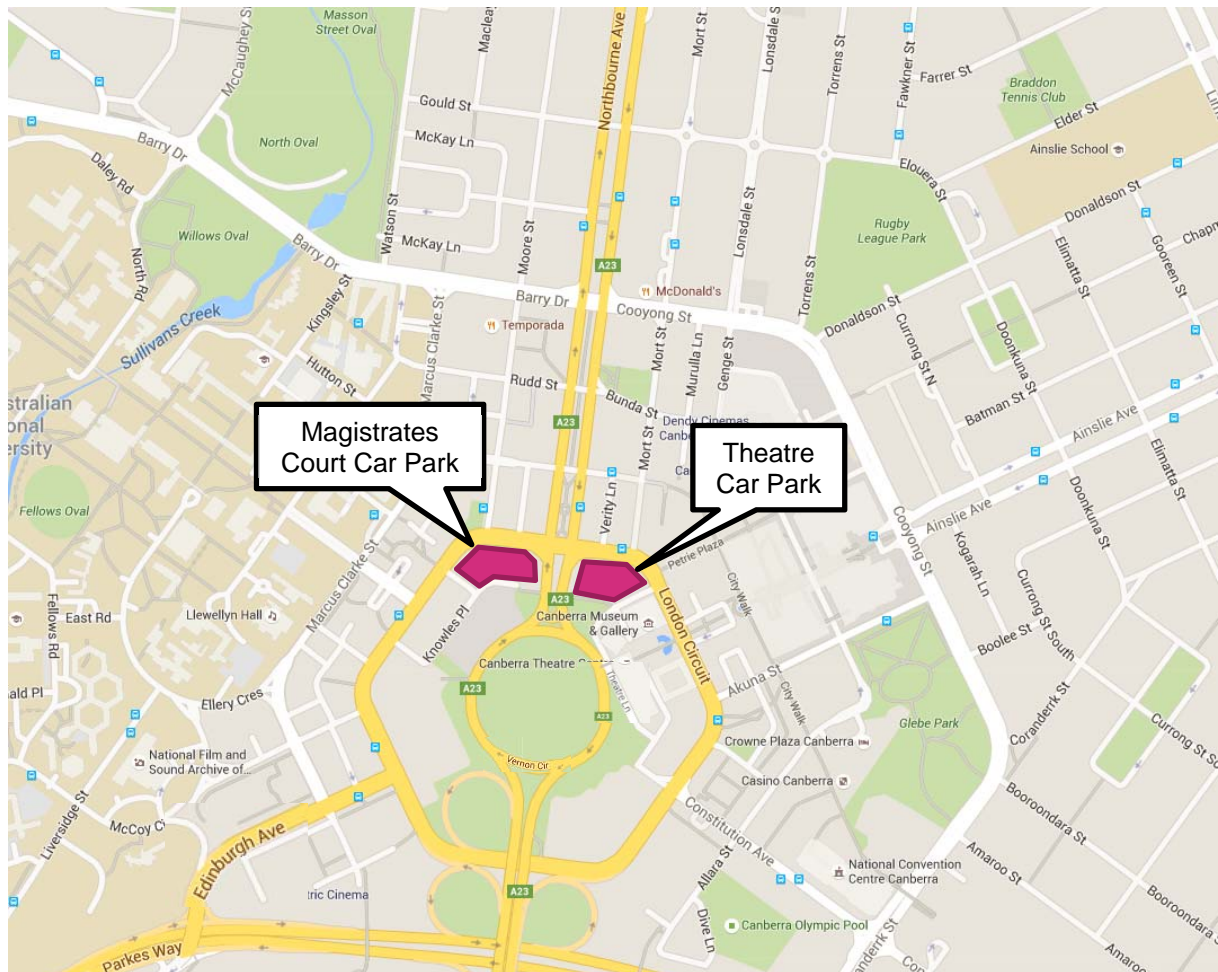 Masson
Street Oval
McCaughey St
Northbourne Ave
Mort St
Lonsdale St
Torrens St
Fawkner St
Farrer St
Braddon
Tennis Club
Elder St
Gould St
McKay Ln
North Oval
Barry Dr
Daley Rd
Ainslie School
Elouera St
Donaldson St
Watson St
Willows Oval
McKay Ln
Moore St
Lonsdale St
Rugby
League Park
Elimatta St
Gooreen St
North Rd
Barry Dr
A23
Torrens St
Kingsley St
McDonald's
Barry Dr
Cooyong St
Sullivans Creek
Marcus Clarke St
Temporada
Mort St
Murulla Ln
Genge St
Donaldson St
Currong St N
Doonkuna St
Hutton St
Rudd St
Bunda St
Batman St
Ainslie Ave
A23
Dendy Cinemas
Magistrates
Court Car Park
Theatre
Car Park
Mort St
Verity Ln
Elimatta St
Fellows Oval
Cooyong St
Ainslie Ave
Doonkuna St
Petrie Plaza
City Walk
Kogarah Ln
Marcus Clarke St
Fellows Rd
East Rd
Llewellyn Hall
Knowles Pl
A23
Canberra Museum
& Gallery
London Circuit
Currong St South
Boolee St
Canberra Theatre
Theatre Ln
Akuna St
City Walk
A23
A23
Ellery Cres
Glebe Park
Coranderrk St
Currong St
Crowne Plaza Canberra
National Film and
Sound Archive of...
Vernon Cir
Casino Canberra
Liversidge St
McCoy
Edinburgh Ave
Constitution Ave
Booroondara St
Allara St
Amaroo St
National Convention
Centre Canberra
A23
Canberra Olympic Pool
Dive Ln
Booroondara
Parkes Way
Amaroo